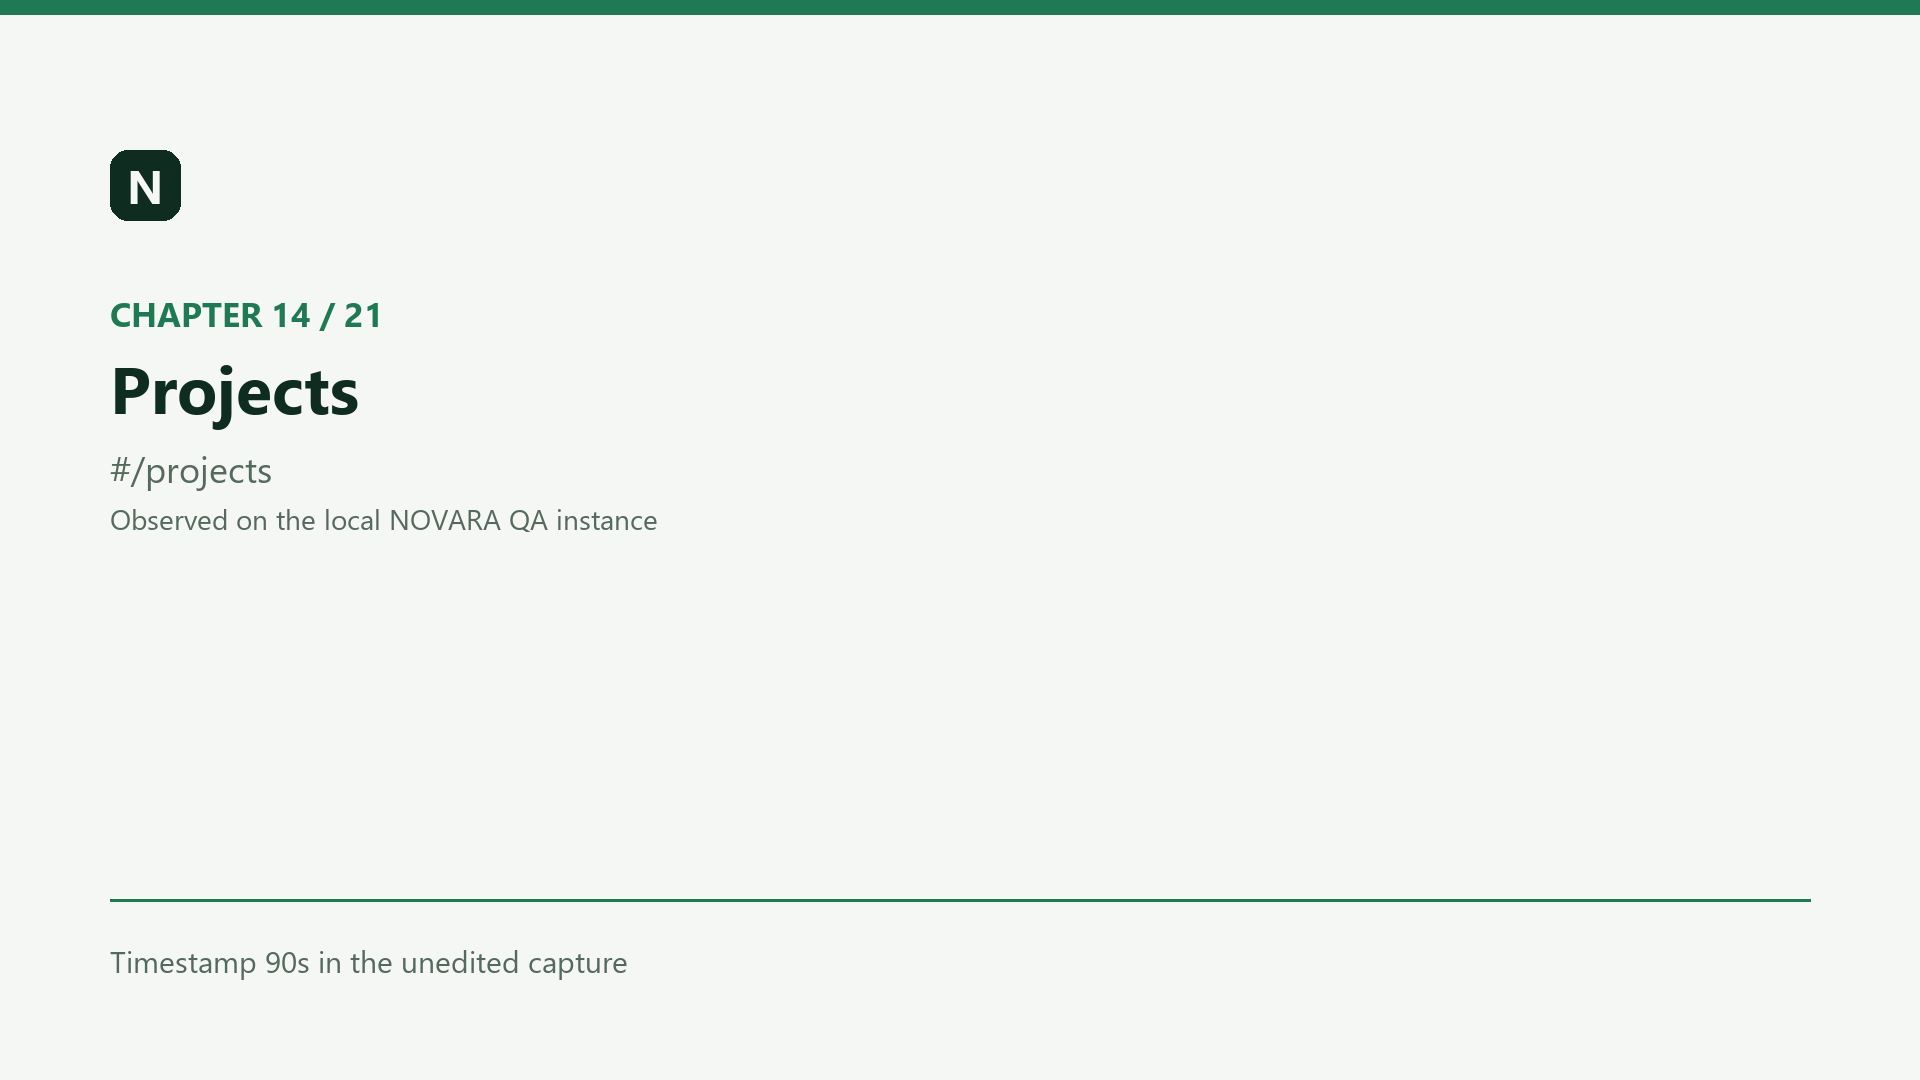 N
CHAPTER 14 / 21
Projects
#/projects
Observed on the local NOVARA QA instance
Timestamp 90s in the unedited capture